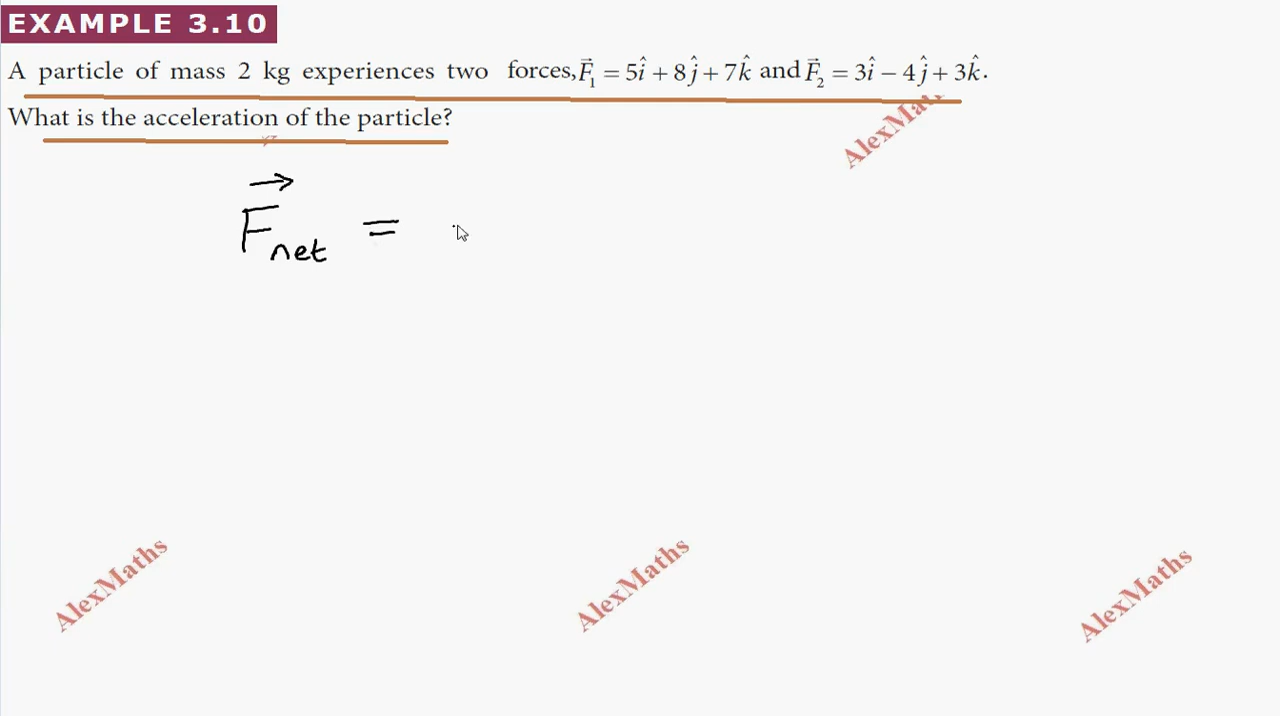 EXAMPLE 3.10
A particle of mass 2 kg experiences two forces, F⃗₁ = 5î + 8ĵ + 7k̂ and F⃗₂ = 3î − 4ĵ + 3k̂.
What is the acceleration of the particle?
AlexMaths
F⃗net =
AlexMaths
AlexMaths
AlexMaths